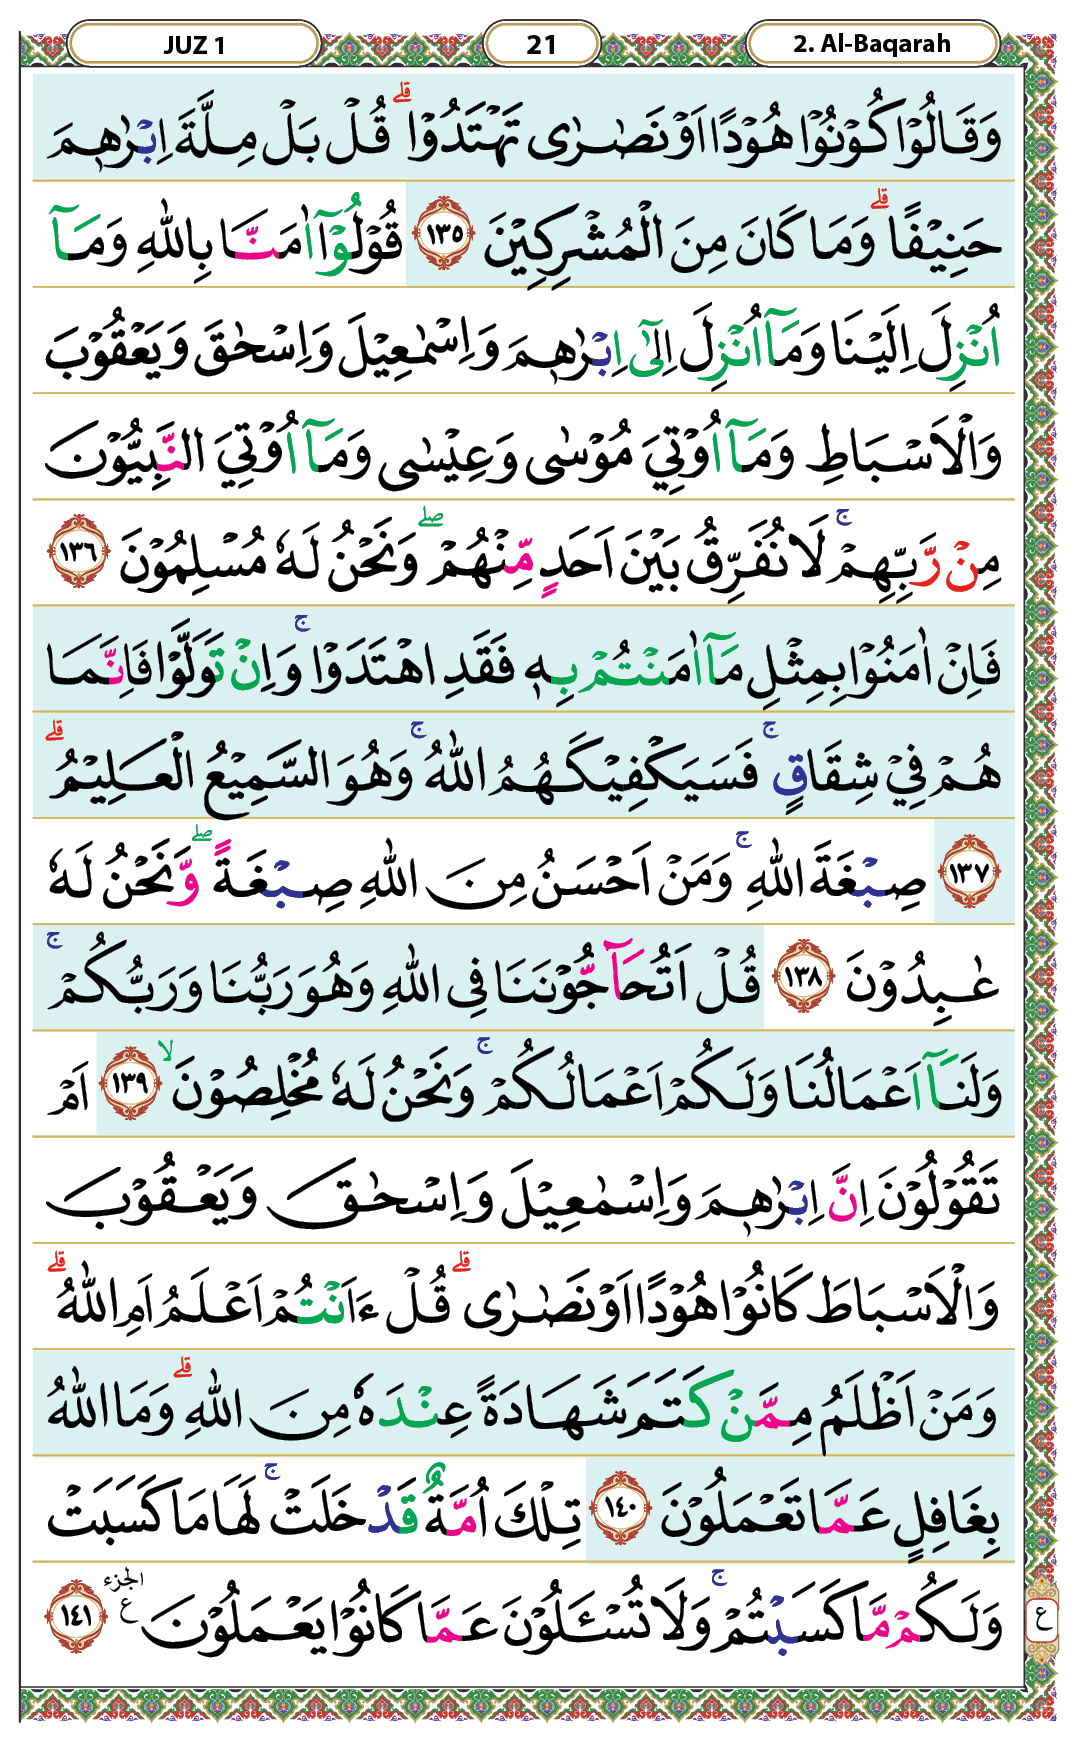 JUZ 1 21 2. Al-Baqarah
وَقَالُوْا كُوْنُوْا هُوْدًا اَوْ نَصٰرٰى تَهْتَدُوْا ؕ قُلْ بَلْ مِلَّةَ اِبْرٰهٖمَ
حَنِيْفًا ؕ وَمَا كَانَ مِنَ الْمُشْرِكِيْنَ ١٣٥ قُوْلُوْٓا اٰمَنَّا بِاللّٰهِ وَمَآ
اُنْزِلَ اِلَيْنَا وَمَآ اُنْزِلَ اِلٰٓى اِبْرٰهٖمَ وَاِسْمٰعِيْلَ وَاِسْحٰقَ وَيَعْقُوْبَ
وَالْاَسْبَاطِ وَمَآ اُوْتِيَ مُوْسٰى وَعِيْسٰى وَمَآ اُوْتِيَ النَّبِيُّوْنَ
مِنْ رَّبِّهِمْۚ لَا نُفَرِّقُ بَيْنَ اَحَدٍ مِّنْهُمْۖ وَنَحْنُ لَهٗ مُسْلِمُوْنَ ١٣٦
فَاِنْ اٰمَنُوْا بِمِثْلِ مَآ اٰمَنْتُمْ بِهٖ فَقَدِ اهْتَدَوْاۚ وَاِنْ تَوَلَّوْا فَاِنَّمَا
هُمْ فِيْ شِقَاقٍۚ فَسَيَكْفِيْكَهُمُ اللّٰهُۚ وَهُوَ السَّمِيْعُ الْعَلِيْمُۗ
١٣٧ صِبْغَةَ اللّٰهِۚ وَمَنْ اَحْسَنُ مِنَ اللّٰهِ صِبْغَةًۖ وَّنَحْنُ لَهٗ
عٰبِدُوْنَ ١٣٨ قُلْ اَتُحَآجُّوْنَنَا فِى اللّٰهِ وَهُوَ رَبُّنَا وَرَبُّكُمْۚ
وَلَنَآ اَعْمَالُنَا وَلَكُمْ اَعْمَالُكُمْۚ وَنَحْنُ لَهٗ مُخْلِصُوْنَۙ ١٣٩ اَمْ
تَقُوْلُوْنَ اِنَّ اِبْرٰهٖمَ وَاِسْمٰعِيْلَ وَاِسْحٰقَ وَيَعْقُوْبَ
وَالْاَسْبَاطَ كَانُوْا هُوْدًا اَوْ نَصٰرٰىۗ قُلْ ءَاَنْتُمْ اَعْلَمُ اَمِ اللّٰهُۗ
وَمَنْ اَظْلَمُ مِمَّنْ كَتَمَ شَهَادَةً عِنْدَهٗ مِنَ اللّٰهِۗ وَمَا اللّٰهُ
بِغَافِلٍ عَمَّا تَعْمَلُوْنَ ١٤٠ تِلْكَ اُمَّةٌ قَدْ خَلَتْۚ لَهَا مَا كَسَبَتْ
وَلَكُمْ مَّا كَسَبْتُمْۚ وَلَا تُسْـَٔلُوْنَ عَمَّا كَانُوْا يَعْمَلُوْنَ ع الجزء ١٤١
ع